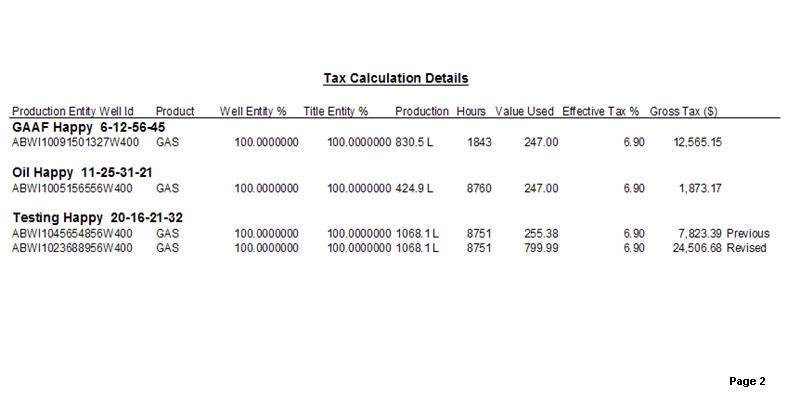 Tax Calculation Details
Production Entity Well Id Product Well Entity % Title Entity % Production Hours Value Used Effective Tax % Gross Tax ($)
GAAF Happy 6-12-56-45
ABWI10091501327W400 GAS 100.0000000 100.0000000 830.5 L 1843 247.00 6.90 12,565.15
Oil Happy 11-25-31-21
ABWI1005156556W400 GAS 100.0000000 100.0000000 424.9 L 8760 247.00 6.90 1,873.17
Testing Happy 20-16-21-32
ABWI1045654856W400 GAS 100.0000000 100.0000000 1068.1 L 8751 255.38 6.90 7,823.39 Previous
ABWI1023688956W400 GAS 100.0000000 100.0000000 1068.1 L 8751 799.99 6.90 24,506.68 Revised
Page 2